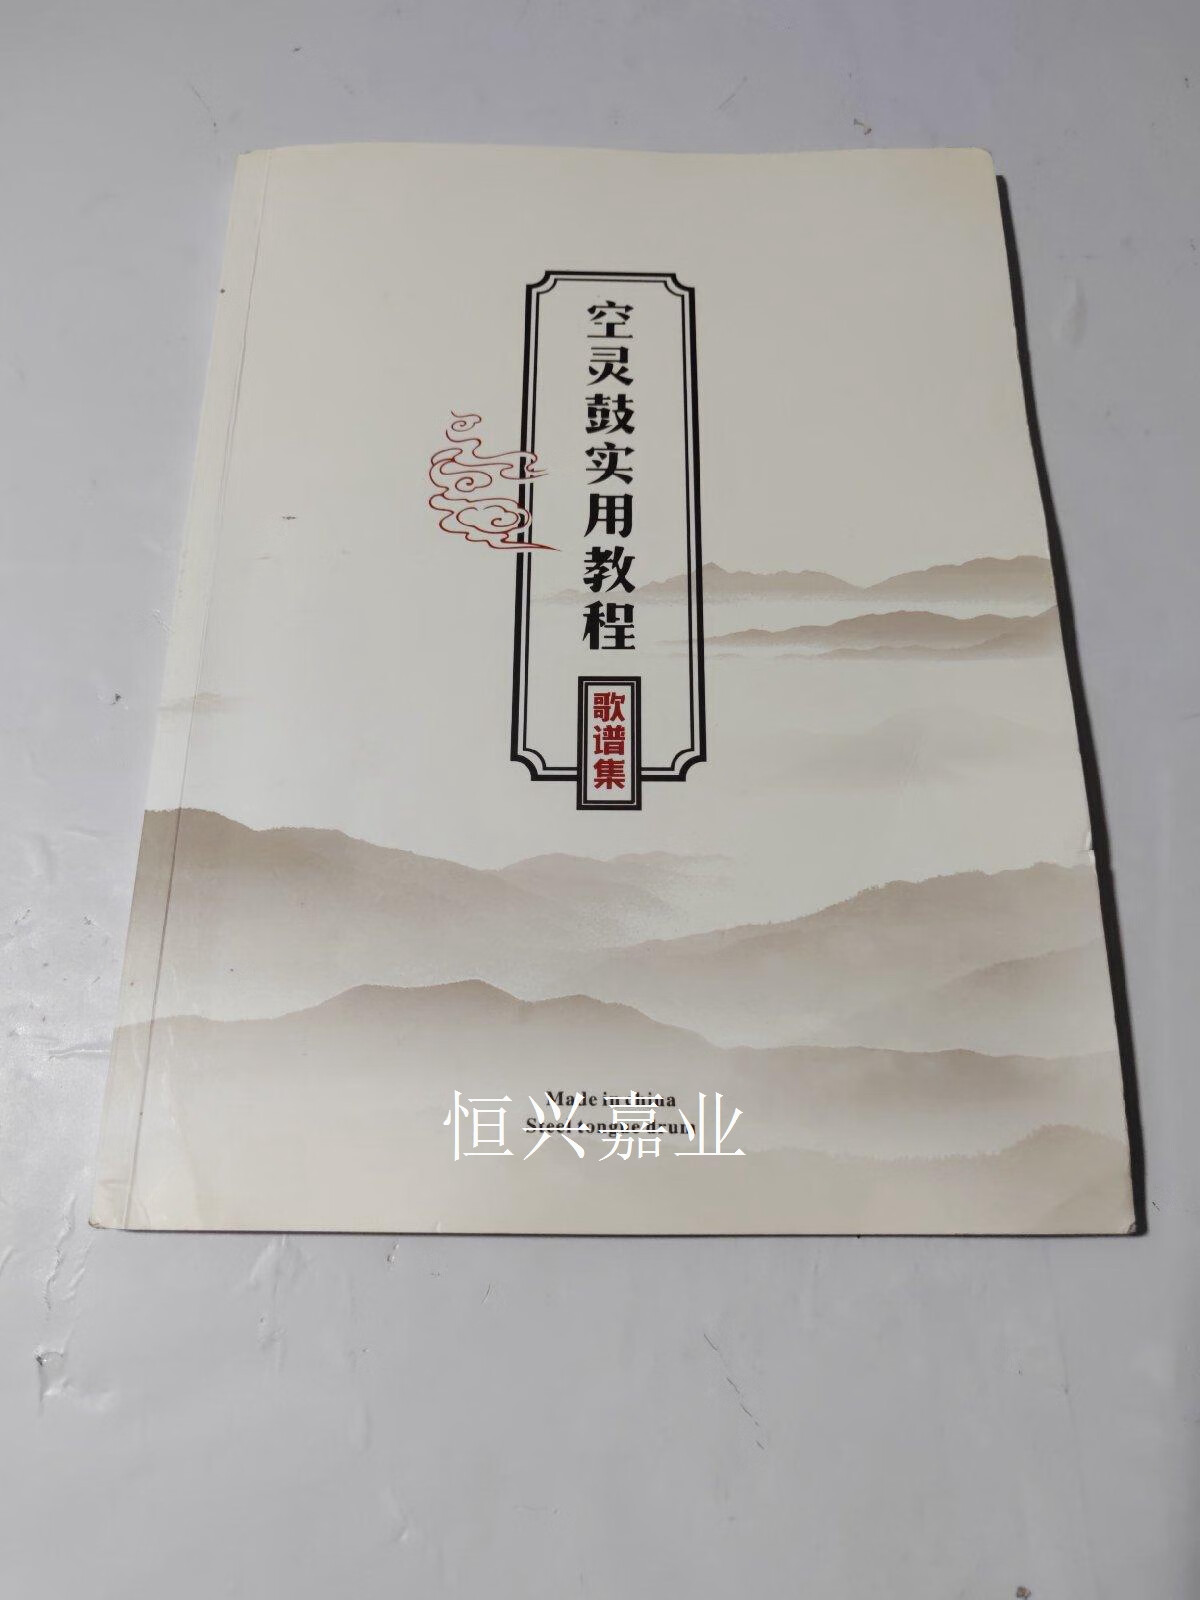 空灵鼓实用教程
歌谱集
Made in china
Steel tongue drum
恒兴嘉业